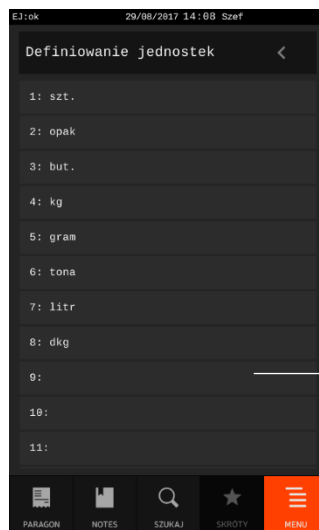 EJ:ok 29/08/2017 14:08 Szef
Definiowanie jednostek
1: szt.
2: opak
3: but.
4: kg
5: gram
6: tona
7: litr
8: dkg
9:
10:
11:
PARAGON NOTES SZUKAJ SKRÓTY MENU